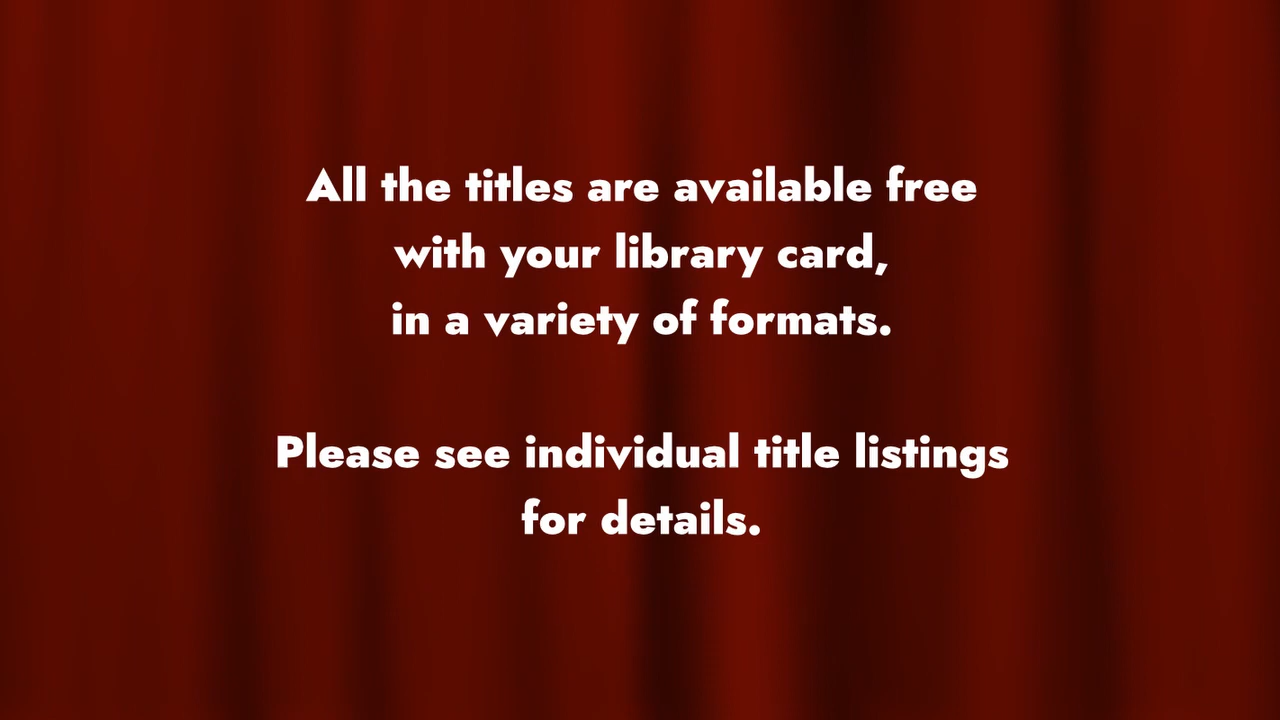 All the titles are available free
with your library card,
in a variety of formats.
Please see individual title listings
for details.